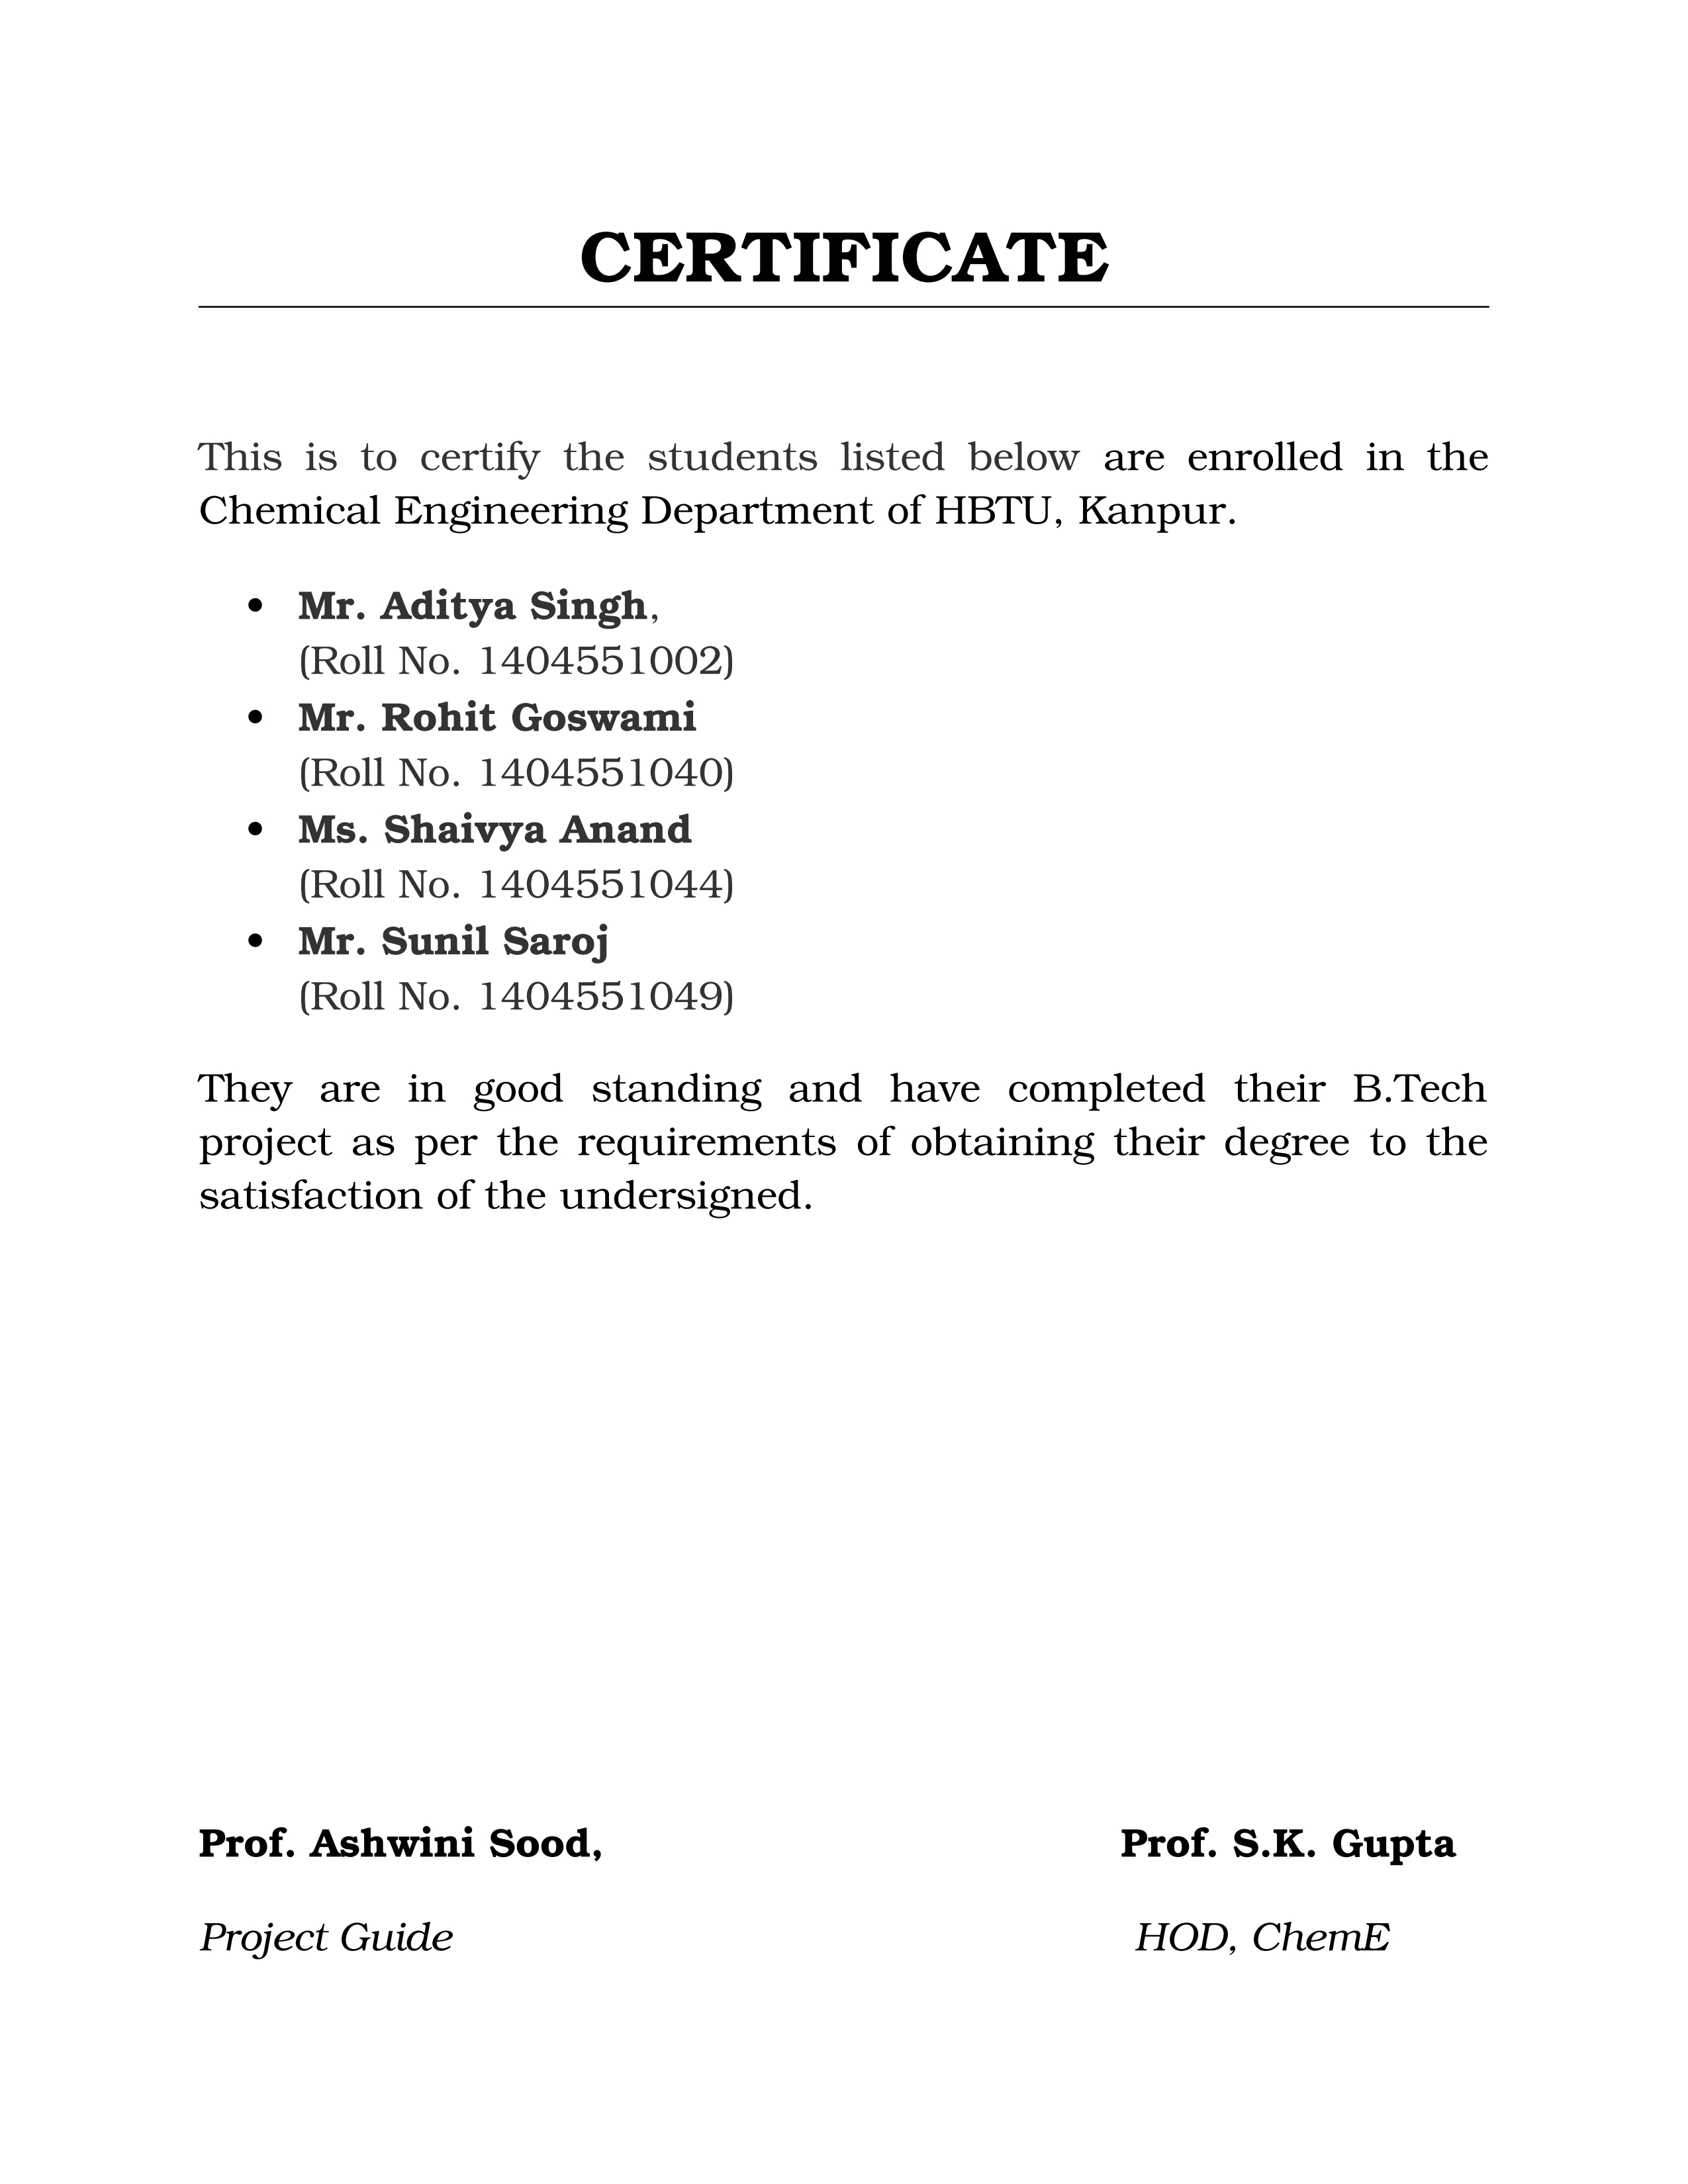 CERTIFICATE
This is to certify the students listed below are enrolled in the
Chemical Engineering Department of HBTU, Kanpur.
• Mr. Aditya Singh,
(Roll No. 1404551002)
• Mr. Rohit Goswami
(Roll No. 1404551040)
• Ms. Shaivya Anand
(Roll No. 1404551044)
• Mr. Sunil Saroj
(Roll No. 1404551049)
They are in good standing and have completed their B.Tech
project as per the requirements of obtaining their degree to the
satisfaction of the undersigned.
Prof. Ashwini Sood, Prof. S.K. Gupta
Project Guide HOD, ChemE